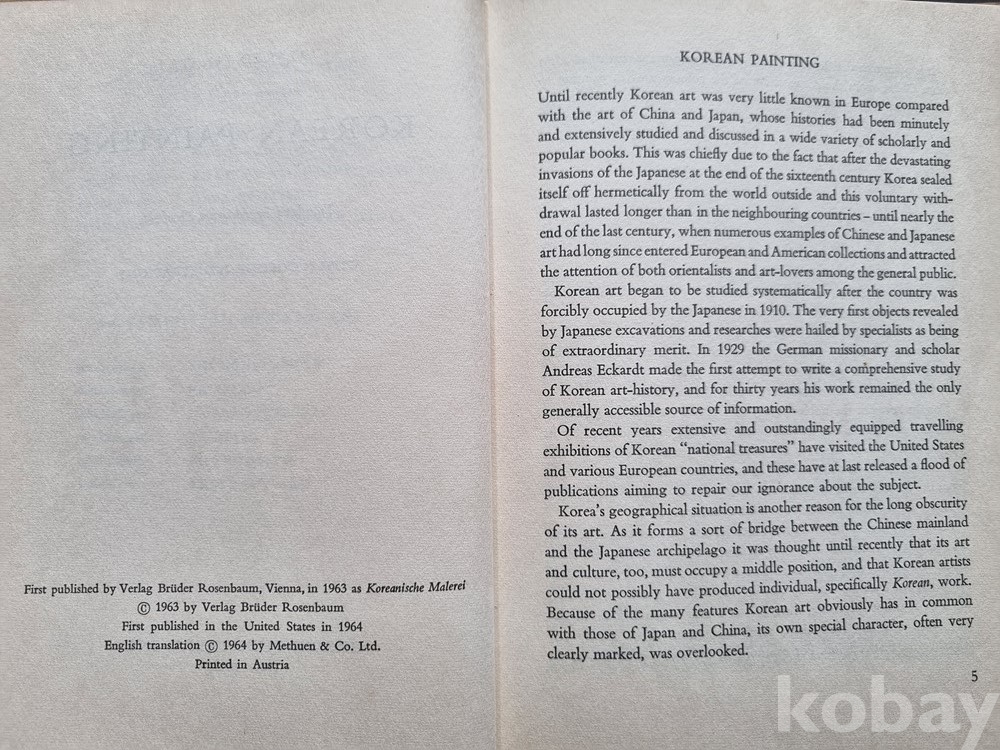 First published by Verlag Brüder Rosenbaum, Vienna, in 1963 as Koreanische Malerei
© 1963 by Verlag Brüder Rosenbaum
First published in the United States in 1964
English translation © 1964 by Methuen & Co. Ltd.
Printed in Austria
KOREAN PAINTING
Until recently Korean art was very little known in Europe compared
with the art of China and Japan, whose histories had been minutely
and extensively studied and discussed in a wide variety of scholarly and
popular books. This was chiefly due to the fact that after the devastating
invasions of the Japanese at the end of the sixteenth century Korea sealed
itself off hermetically from the world outside and this voluntary with-
drawal lasted longer than in the neighbouring countries – until nearly the
end of the last century, when numerous examples of Chinese and Japanese
art had long since entered European and American collections and attracted
the attention of both orientalists and art-lovers among the general public.
Korean art began to be studied systematically after the country was
forcibly occupied by the Japanese in 1910. The very first objects revealed
by Japanese excavations and researches were hailed by specialists as being
of extraordinary merit. In 1929 the German missionary and scholar
Andreas Eckardt made the first attempt to write a comprehensive study
of Korean art-history, and for thirty years his work remained the only
generally accessible source of information.
Of recent years extensive and outstandingly equipped travelling
exhibitions of Korean "national treasures" have visited the United States
and various European countries, and these have at last released a flood of
publications aiming to repair our ignorance about the subject.
Korea's geographical situation is another reason for the long obscurity
of its art. As it forms a sort of bridge between the Chinese mainland
and the Japanese archipelago it was thought until recently that its art
and culture, too, must occupy a middle position, and that Korean artists
could not possibly have produced individual, specifically Korean, work.
Because of the many features Korean art obviously has in common
with those of Japan and China, its own special character, often very
clearly marked, was overlooked.
5
kobay